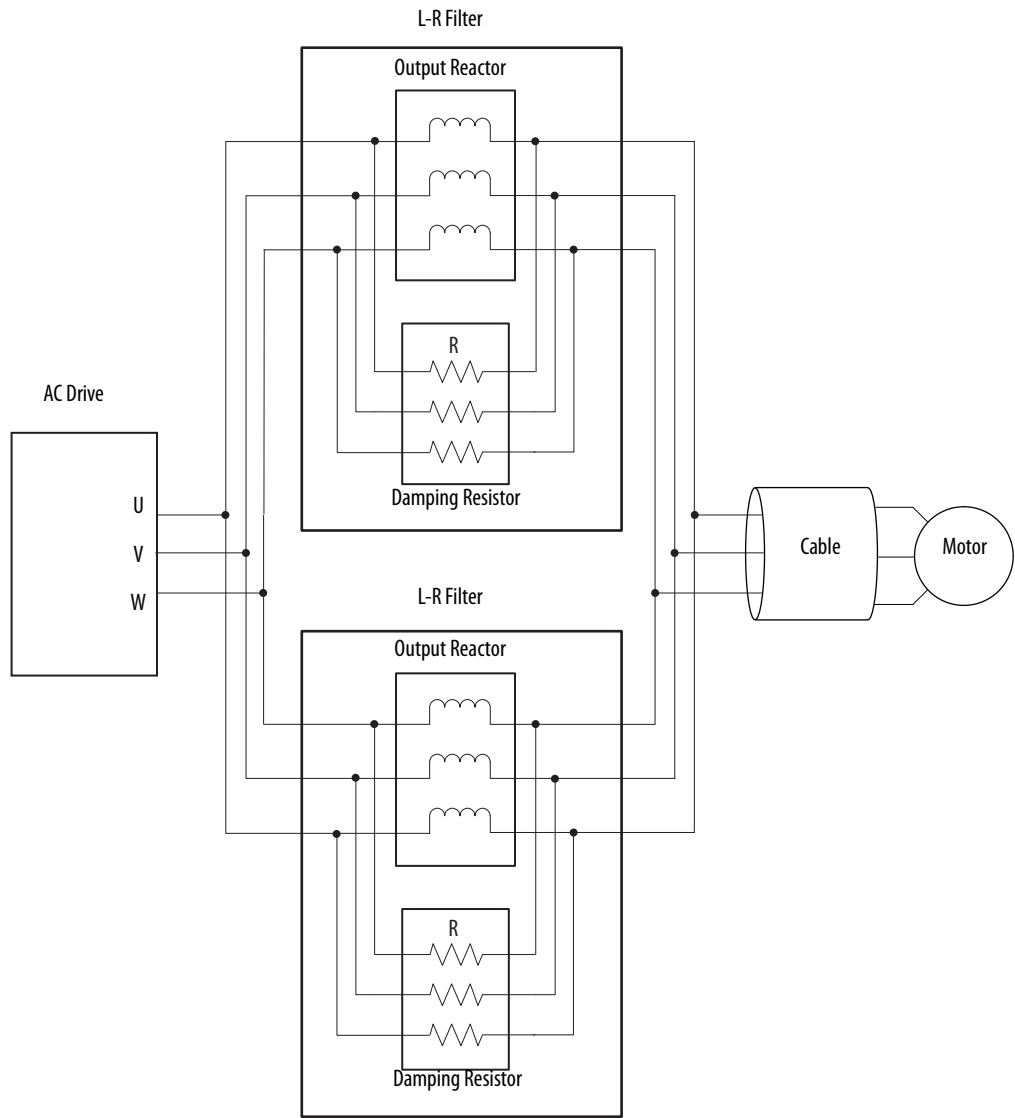 L-R Filter
Output Reactor
R
Damping Resistor
AC Drive
U
V
W
Cable
Motor
L-R Filter
Output Reactor
R
Damping Resistor